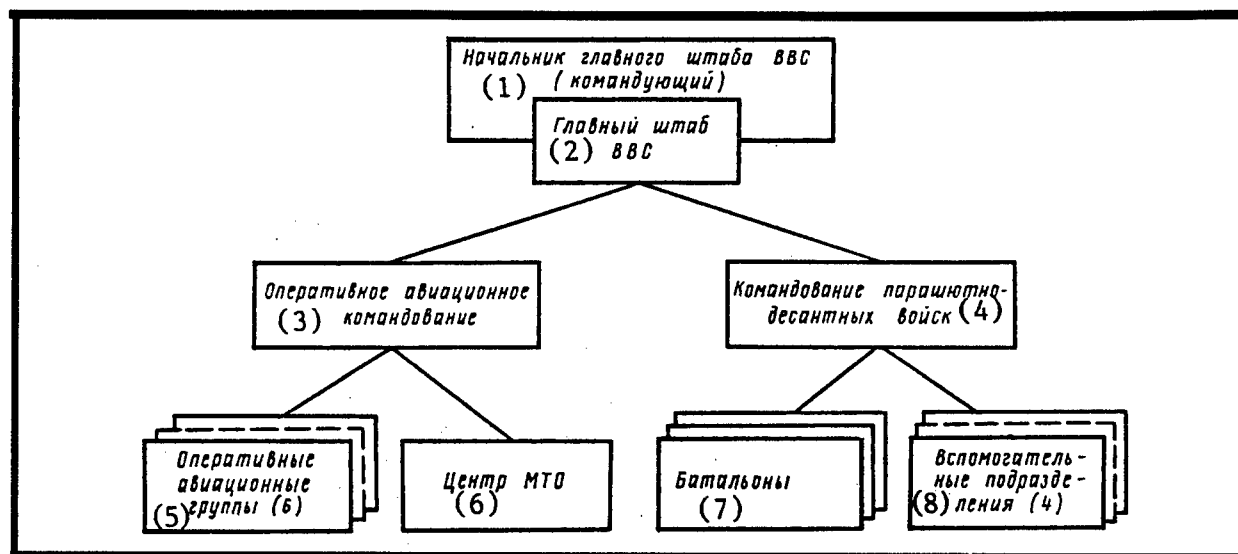 Начальник главного штаба ВВС
(1) (командующий)
Главный штаб
(2) ВВС
Оперативное авиационное
(3) командование
Командование парашютно-
десантных войск (4)
Оперативные
авиационные
(5) группы (6)
Центр МТО
(6)
Батальоны
(7)
Вспомогатель-
(8) ные подразде-
ления (4)